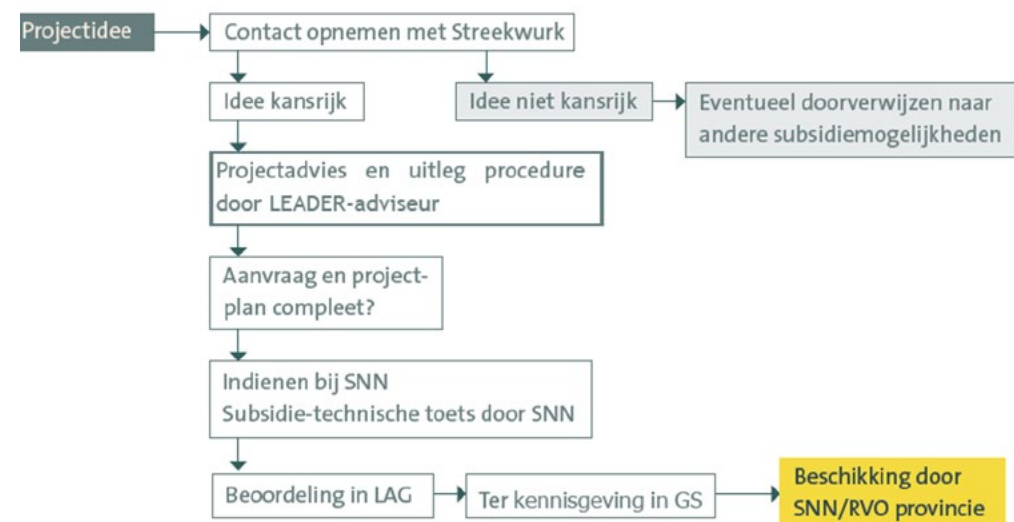 Projectidee
Contact opnemen met Streekwurk
Idee kansrijk
Idee niet kansrijk
Eventueel doorverwijzen naar
andere subsidiemogelijkheden
Projectadvies en uitleg procedure
door LEADER-adviseur
Aanvraag en project-
plan compleet?
Indienen bij SNN
Subsidie-technische toets door SNN
Beoordeling in LAG
Ter kennisgeving in GS
Beschikking door
SNN/RVO provincie